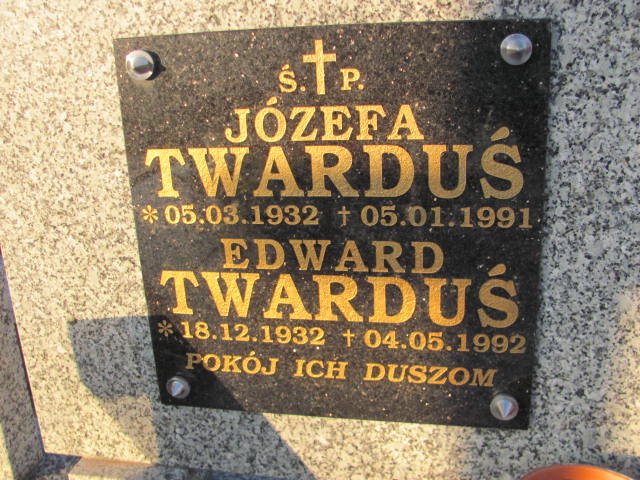 Ś. P.
JÓZEFA
TWARDUŚ
* 05.03.1932 † 05.01.1991
EDWARD
TWARDUŚ
* 18.12.1932 † 04.05.1992
POKÓJ ICH DUSZOM